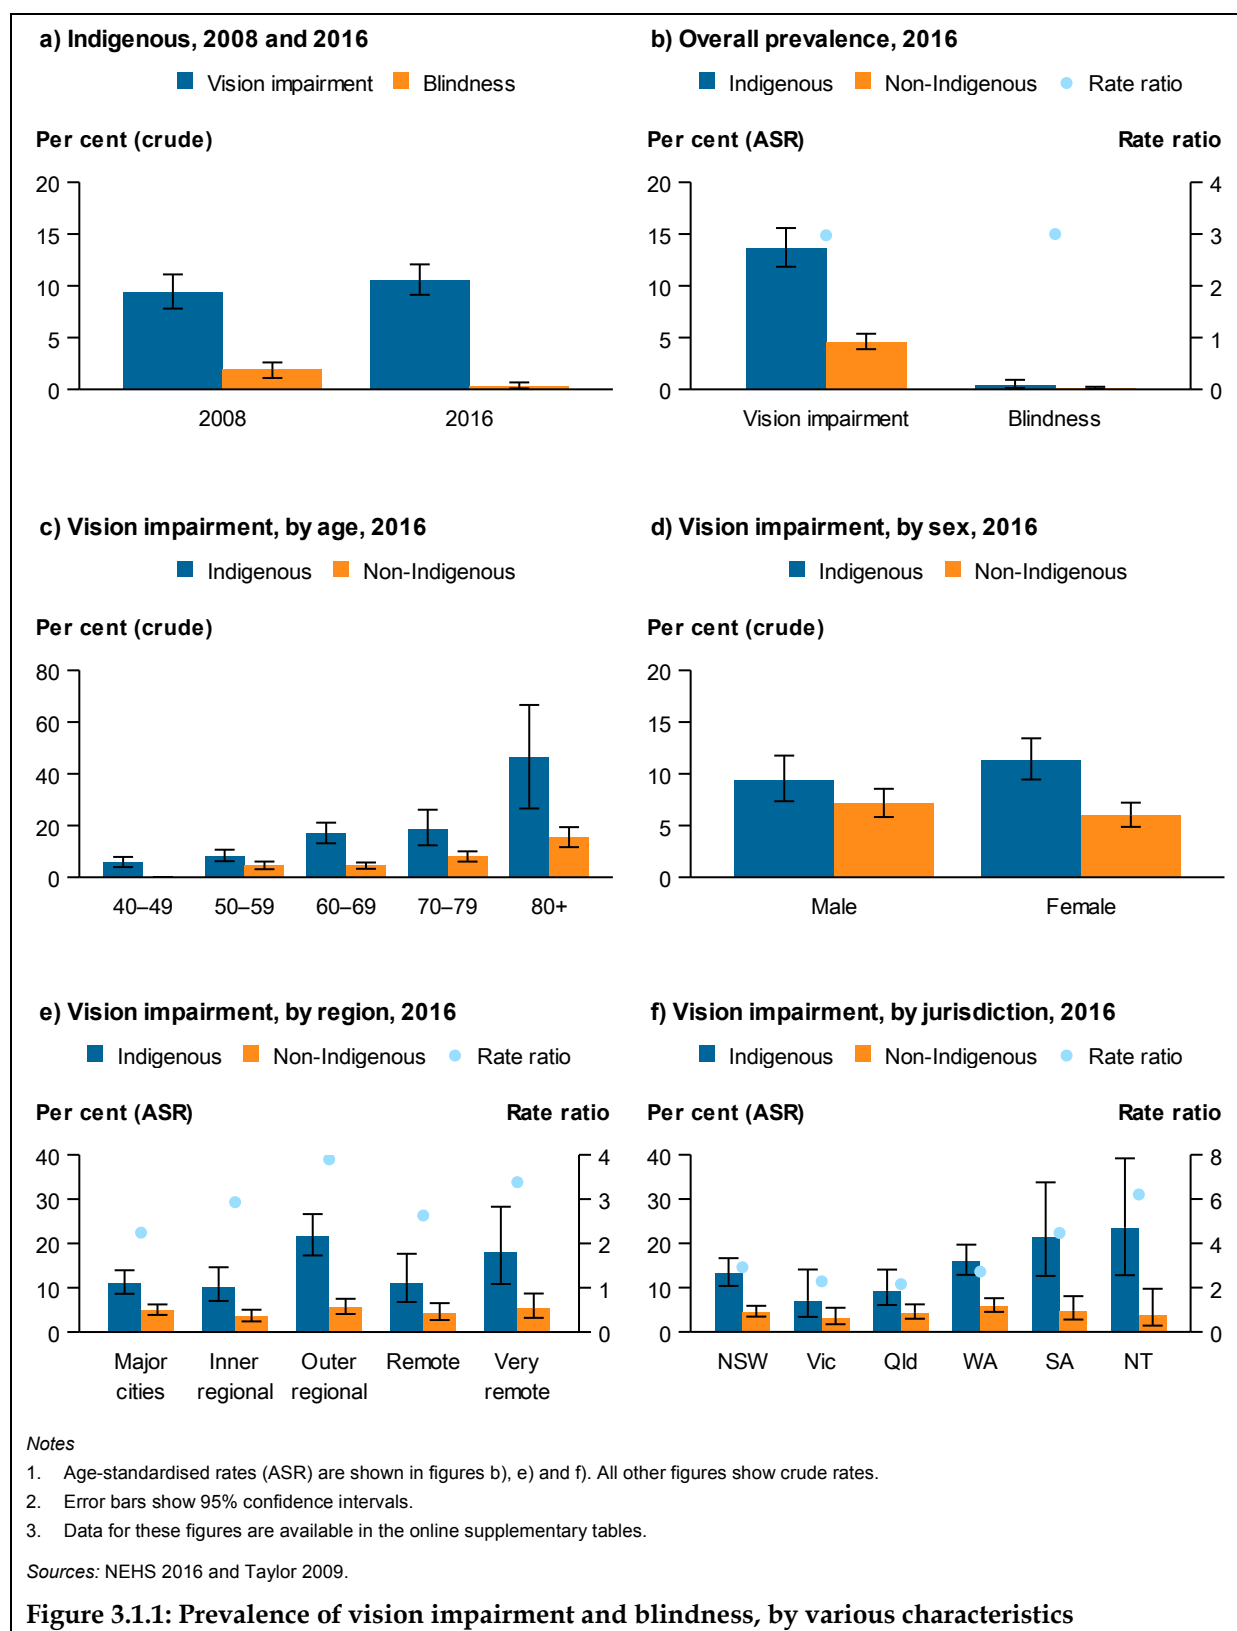 a) Indigenous, 2008 and 2016
Vision impairment Blindness
Per cent (crude)
20
15
10
5
0
2008 2016
b) Overall prevalence, 2016
Indigenous Non-Indigenous Rate ratio
Per cent (ASR) Rate ratio
20 4
15 3
10 2
5 1
0 0
Vision impairment Blindness
c) Vision impairment, by age, 2016
Indigenous Non-Indigenous
Per cent (crude)
80
60
40
20
0
40–49 50–59 60–69 70–79 80+
d) Vision impairment, by sex, 2016
Indigenous Non-Indigenous
Per cent (crude)
20
15
10
5
0
Male Female
e) Vision impairment, by region, 2016
Indigenous Non-Indigenous Rate ratio
Per cent (ASR) Rate ratio
40 4
30 3
20 2
10 1
0 0
Major Inner Outer Remote Very
cities regional regional remote
f) Vision impairment, by jurisdiction, 2016
Indigenous Non-Indigenous Rate ratio
Per cent (ASR) Rate ratio
40 8
30 6
20 4
10 2
0 0
NSW Vic Qld WA SA NT
Notes
1. Age-standardised rates (ASR) are shown in figures b), e) and f). All other figures show crude rates.
2. Error bars show 95% confidence intervals.
3. Data for these figures are available in the online supplementary tables.
Sources: NEHS 2016 and Taylor 2009.
Figure 3.1.1: Prevalence of vision impairment and blindness, by various characteristics